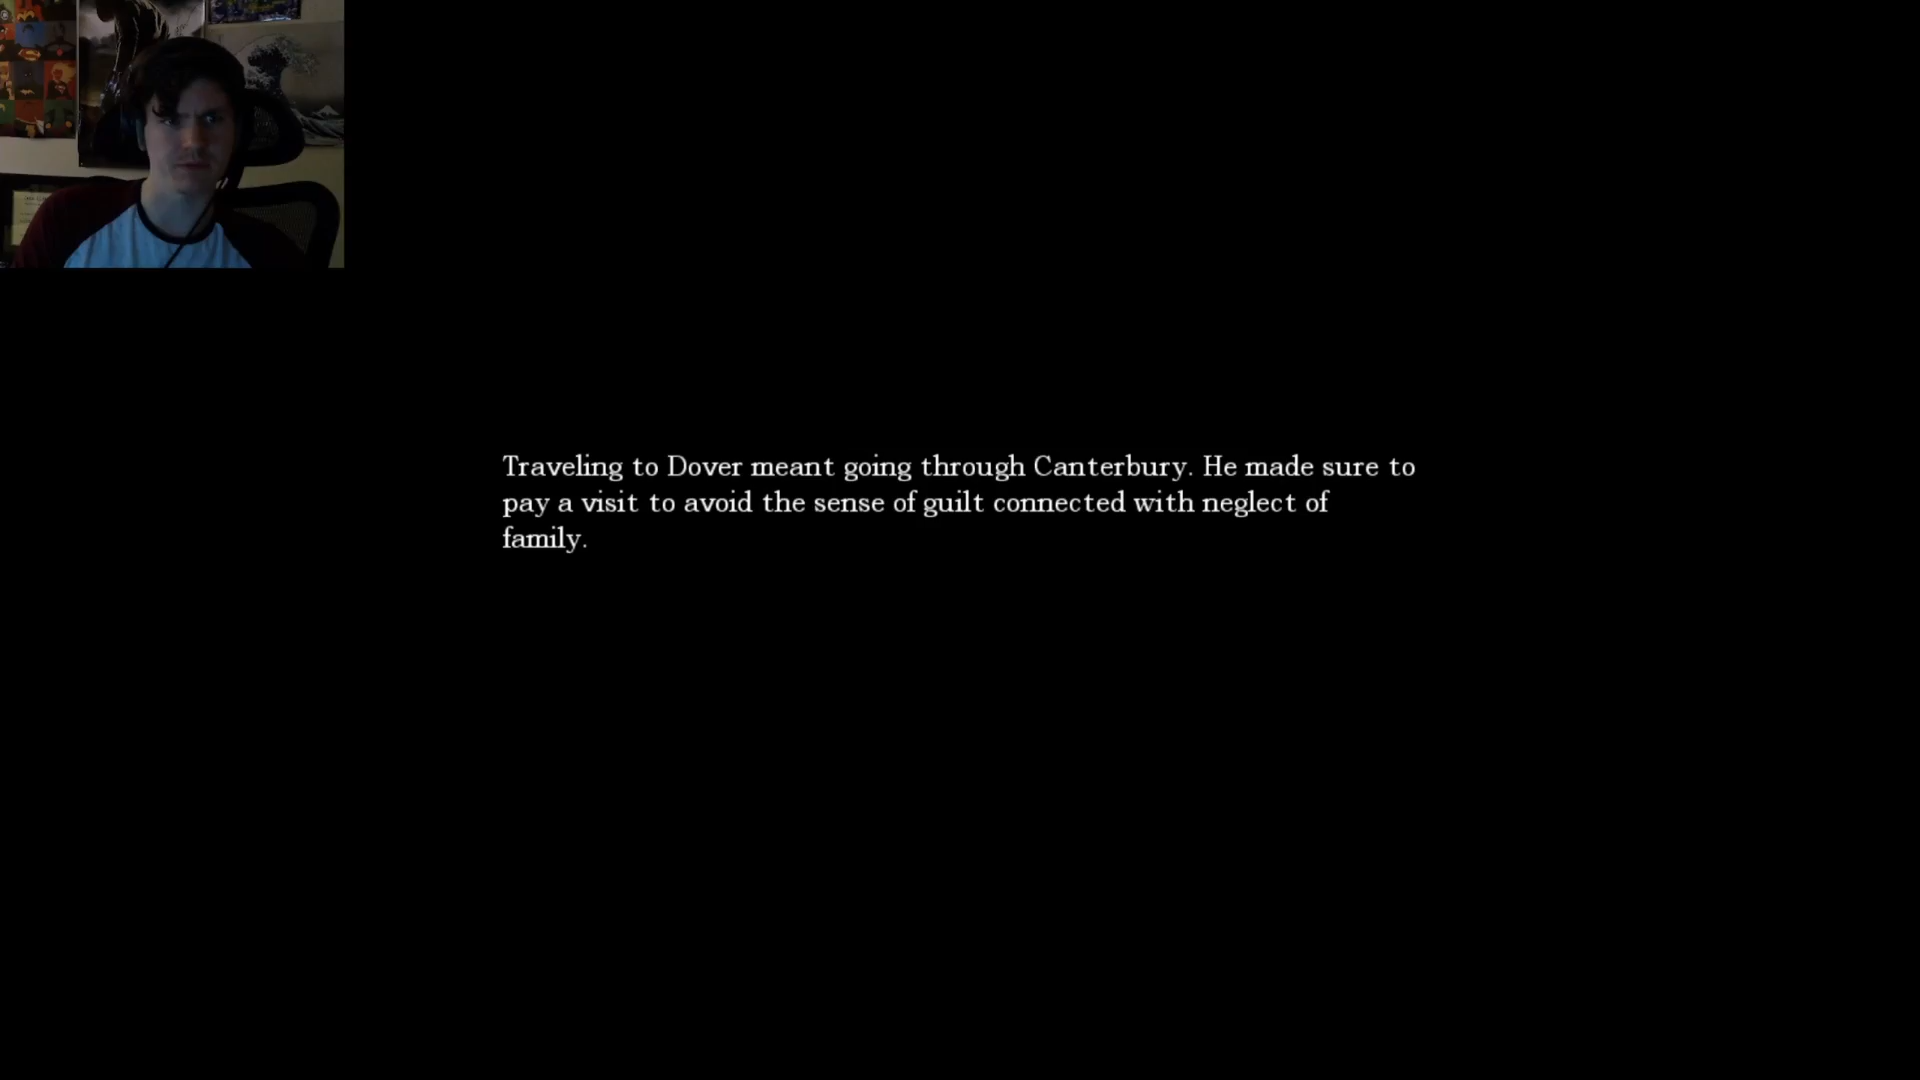 Traveling to Dover meant going through Canterbury. He made sure to
pay a visit to avoid the sense of guilt connected with neglect of
family.